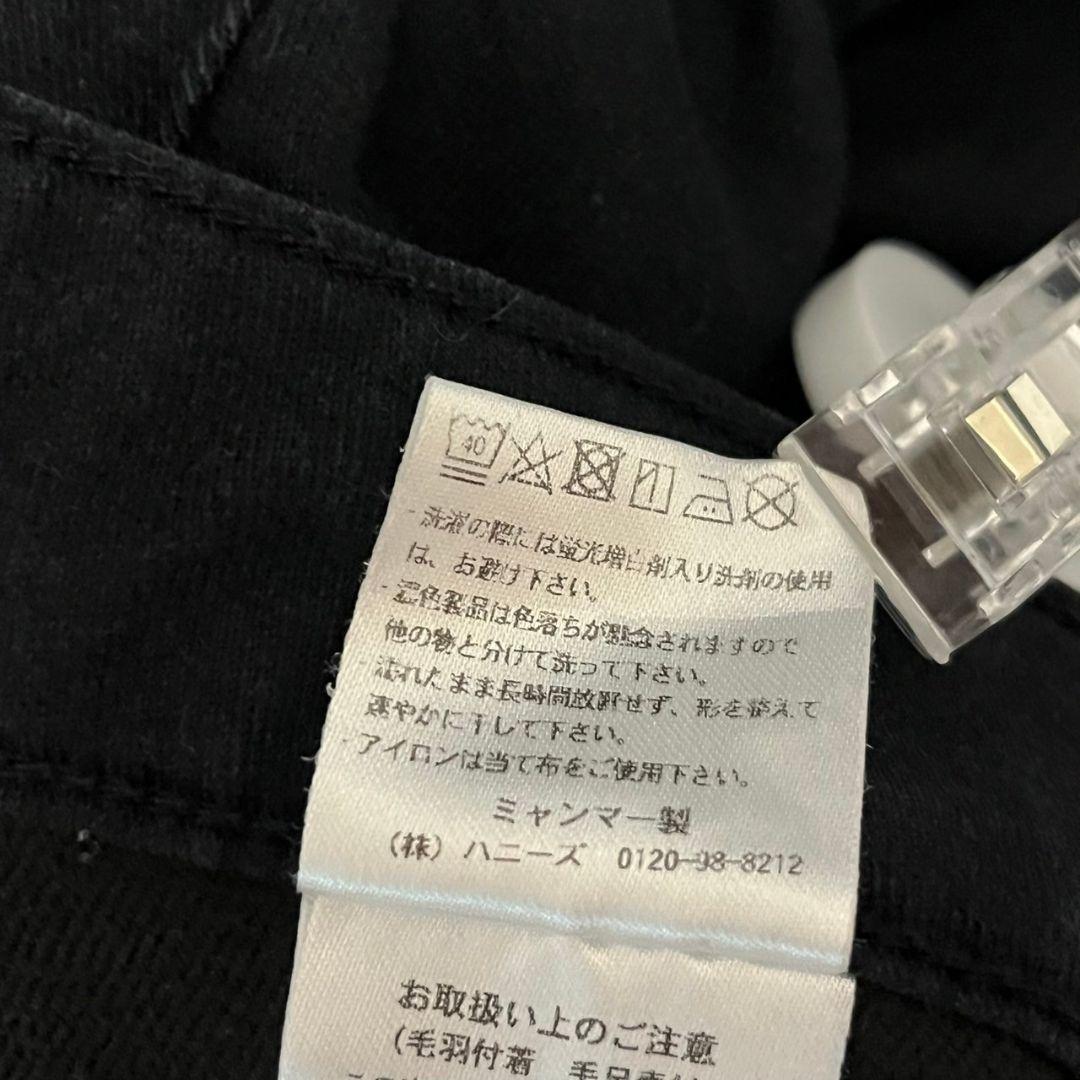 40
・洗濯の際には蛍光増白剤入り洗剤の使用
は、お避け下さい。
・色製品は色落ちが懸念されますので
他の物と分けて洗って下さい。
・濡れたまま長時間放置せず、形を整えて
速やかに干して下さい。
・アイロンは当て布をご使用下さい。
ミャンマー製
(株) ハニーズ 0120-98-8212
お取扱い上のご注意
(毛羽付着